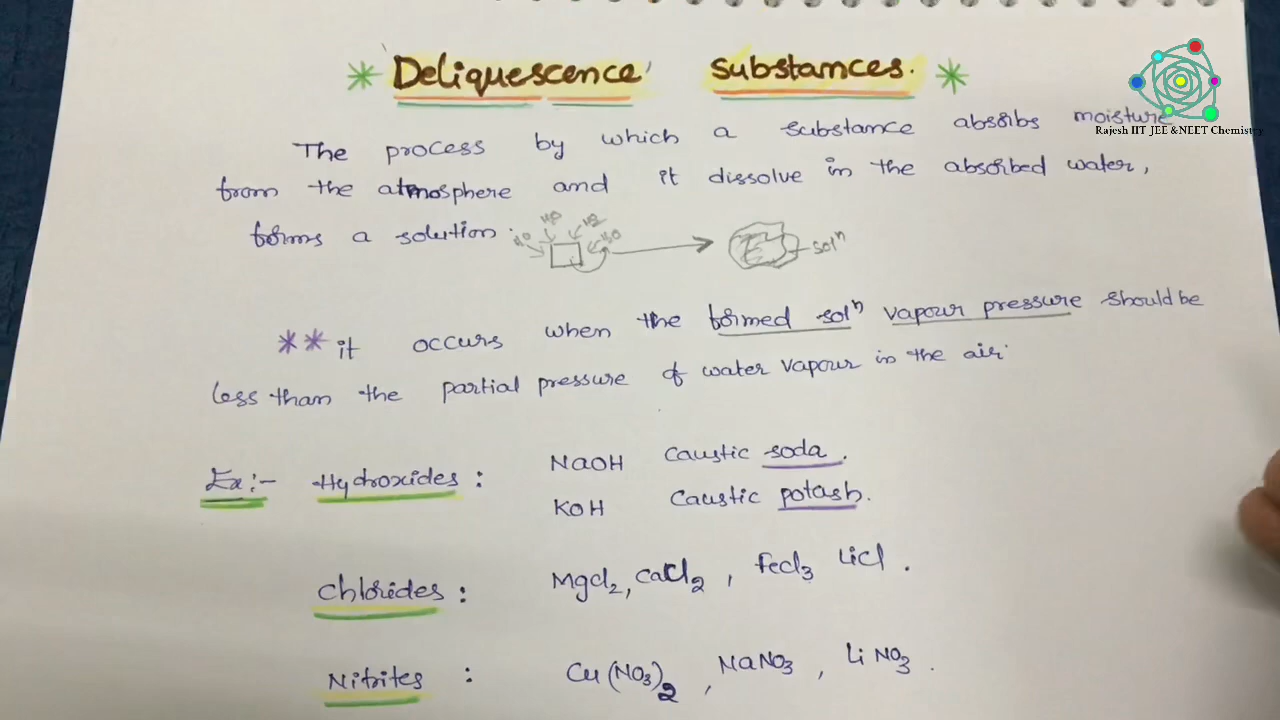 * Deliquescence substances. *
Rajesh IIT JEE &NEET Chemistry
The process by which a substance absorbs moisture
from the atmosphere and it dissolve in the absorbed water,
forms a solution.
H2O
solⁿ
** it occurs when the formed solⁿ vapour pressure should be
less than the partial pressure of water vapour in the air.
Ex:- Hydroxides : NaOH caustic soda.
KOH caustic potash.
Chlorides : MgCl2, CaCl2, FeCl3 LiCl.
Nitrites : Cu(NO3)2, NaNO3, LiNO3.